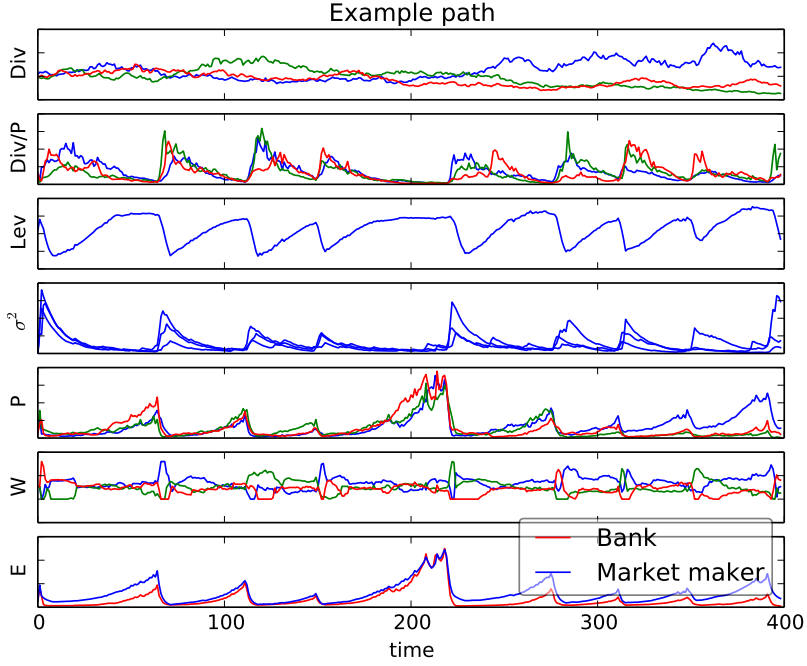 Example path
Div
Div/P
Lev
σ²
P
W
E
Bank
Market maker
0 100 200 300 400
time